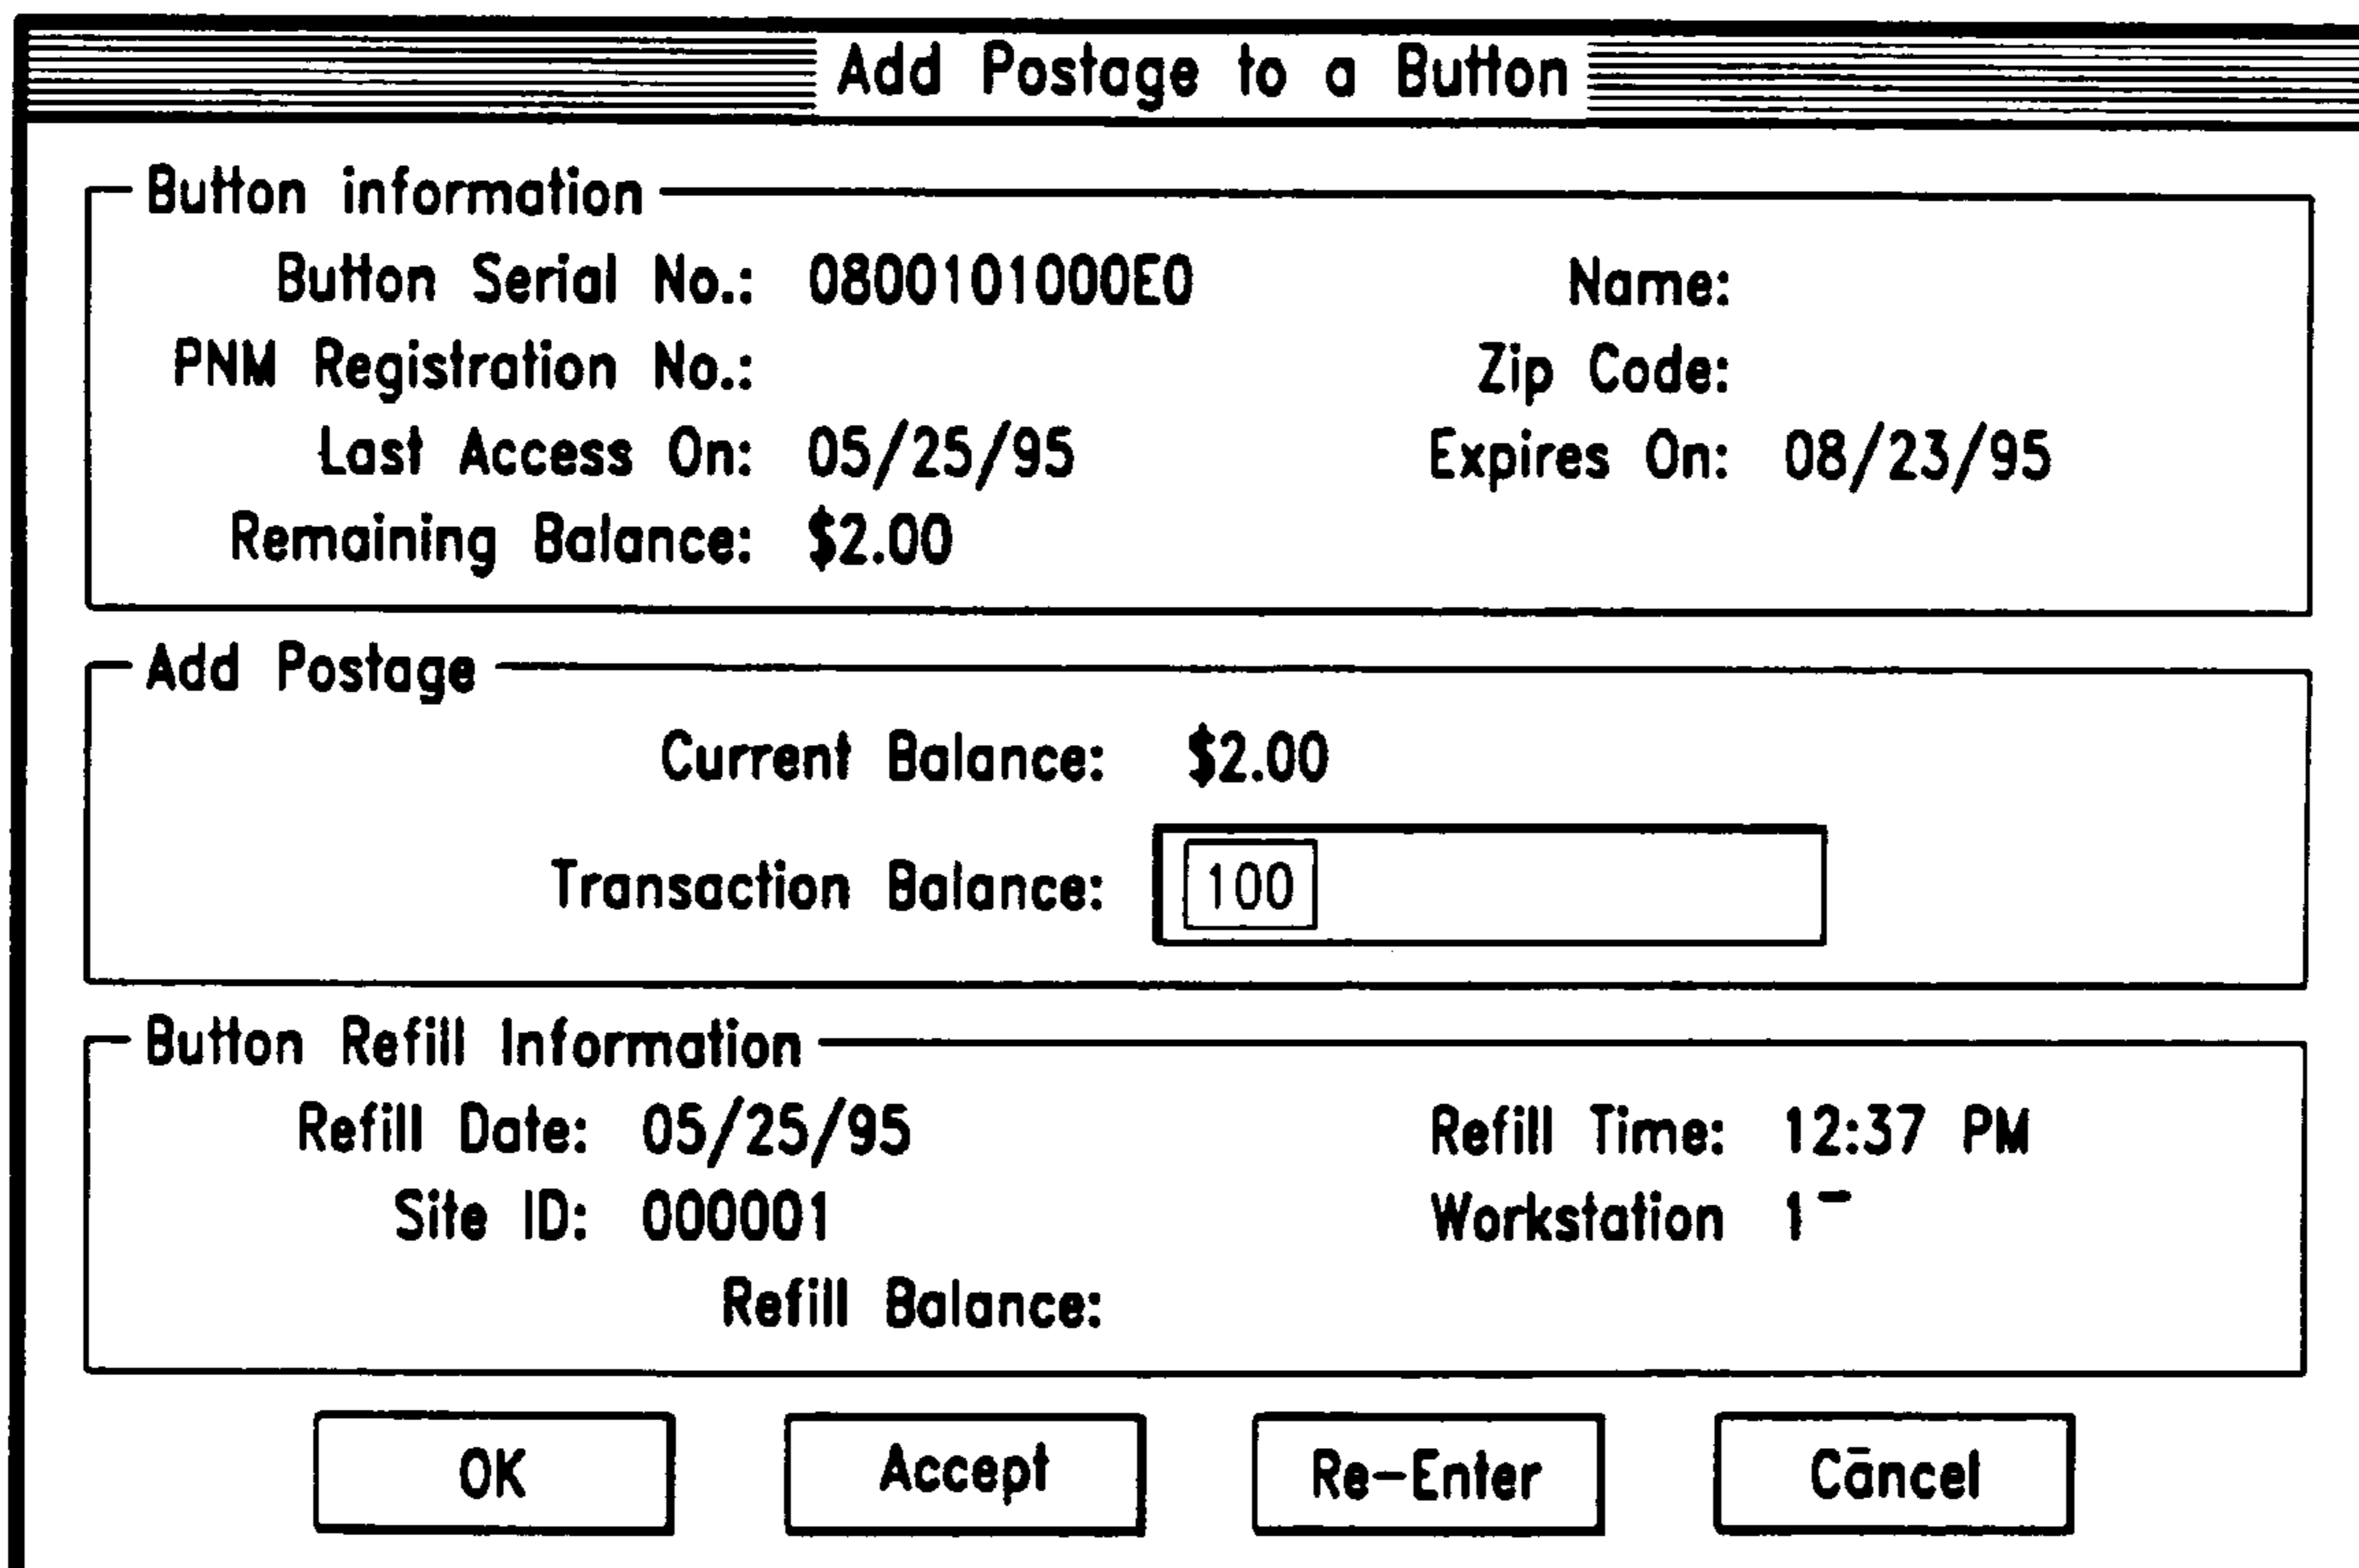 Add Postage to a Button
Button information
Button Serial No.: 0800101000E0 Name:
PNM Registration No.: Zip Code:
Last Access On: 05/25/95 Expires On: 08/23/95
Remaining Balance: $2.00
Add Postage
Current Balance: $2.00
Transaction Balance: 100
Button Refill Information
Refill Date: 05/25/95 Refill Time: 12:37 PM
Site ID: 000001 Workstation 1
Refill Balance:
OK Accept Re-Enter Cancel